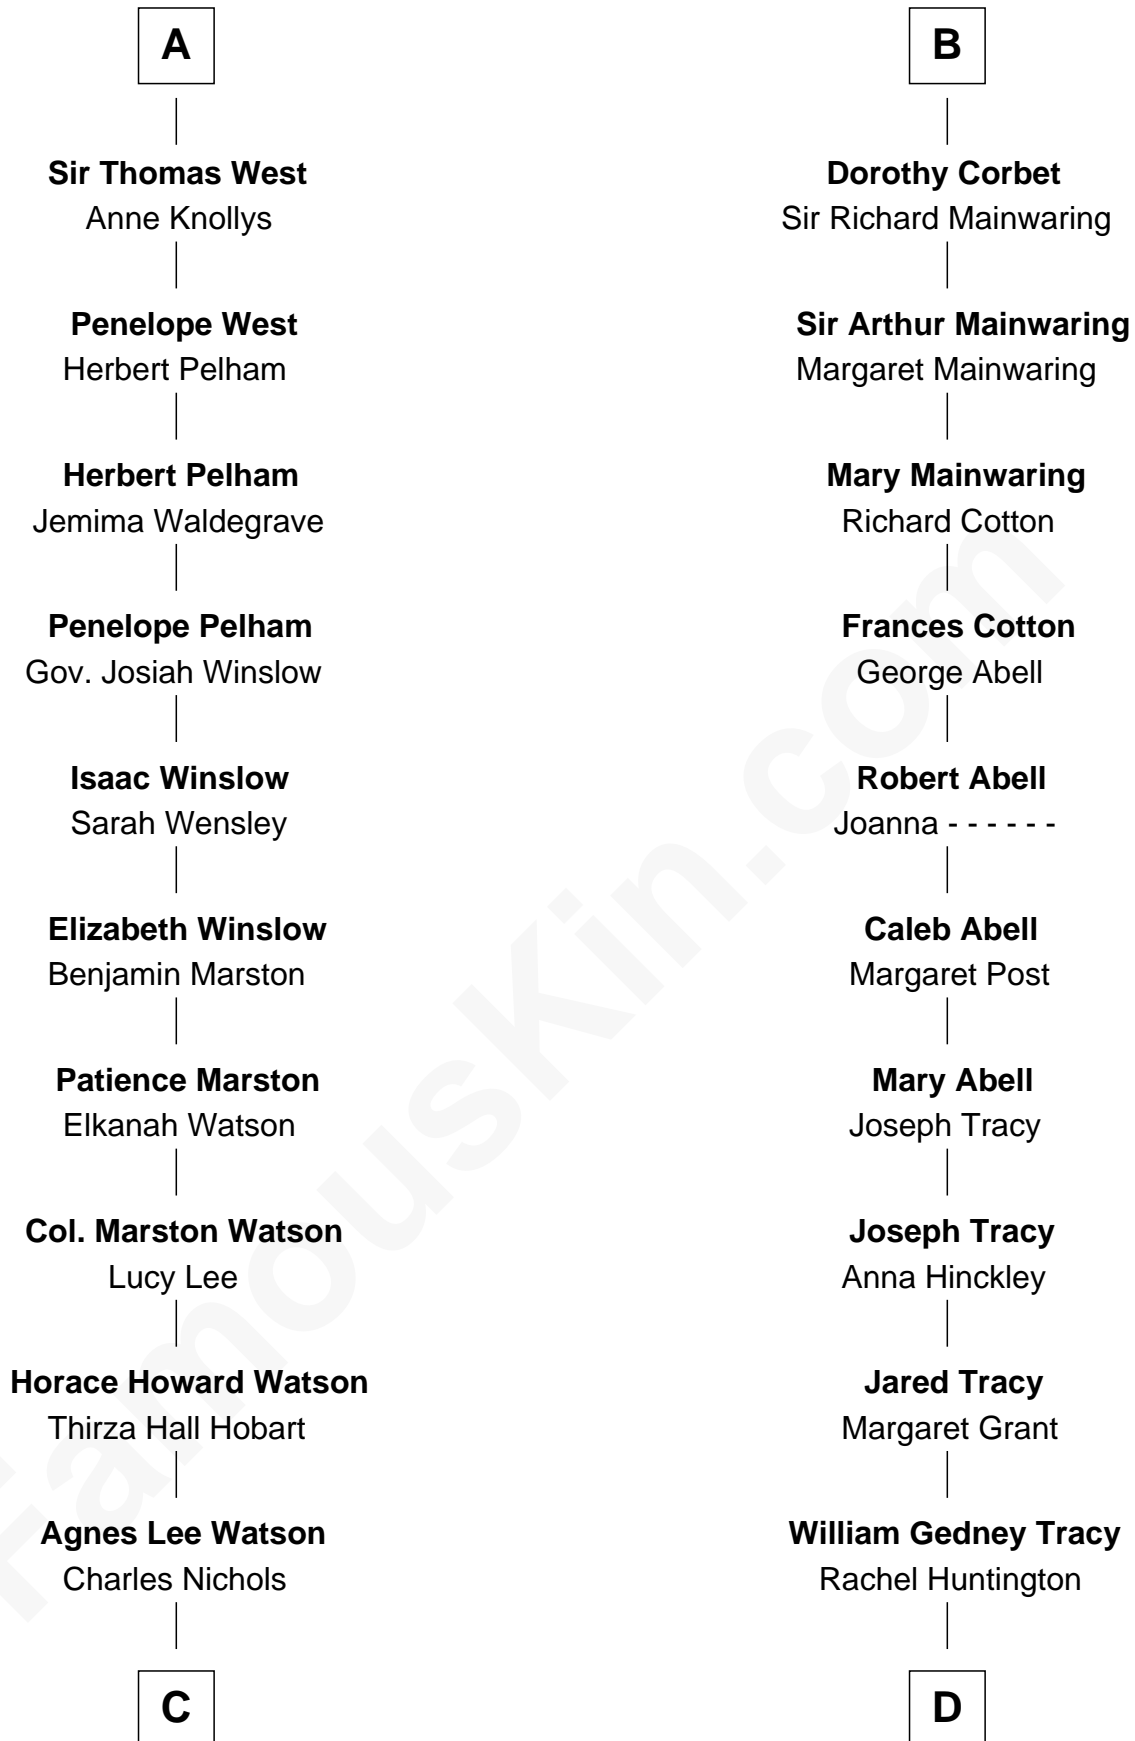 A
Sir Thomas West
Anne Knollys
Penelope West
Herbert Pelham
Herbert Pelham
Jemima Waldegrave
Penelope Pelham
Gov. Josiah Winslow
Isaac Winslow
Sarah Wensley
Elizabeth Winslow
Benjamin Marston
Patience Marston
Elkanah Watson
Col. Marston Watson
Lucy Lee
Horace Howard Watson
Thirza Hall Hobart
Agnes Lee Watson
Charles Nichols
C
B
Dorothy Corbet
Sir Richard Mainwaring
Sir Arthur Mainwaring
Margaret Mainwaring
Mary Mainwaring
Richard Cotton
Frances Cotton
George Abell
Robert Abell
Joanna - - - - - -
Caleb Abell
Margaret Post
Mary Abell
Joseph Tracy
Joseph Tracy
Anna Hinckley
Jared Tracy
Margaret Grant
William Gedney Tracy
Rachel Huntington
D
FamousKin.com